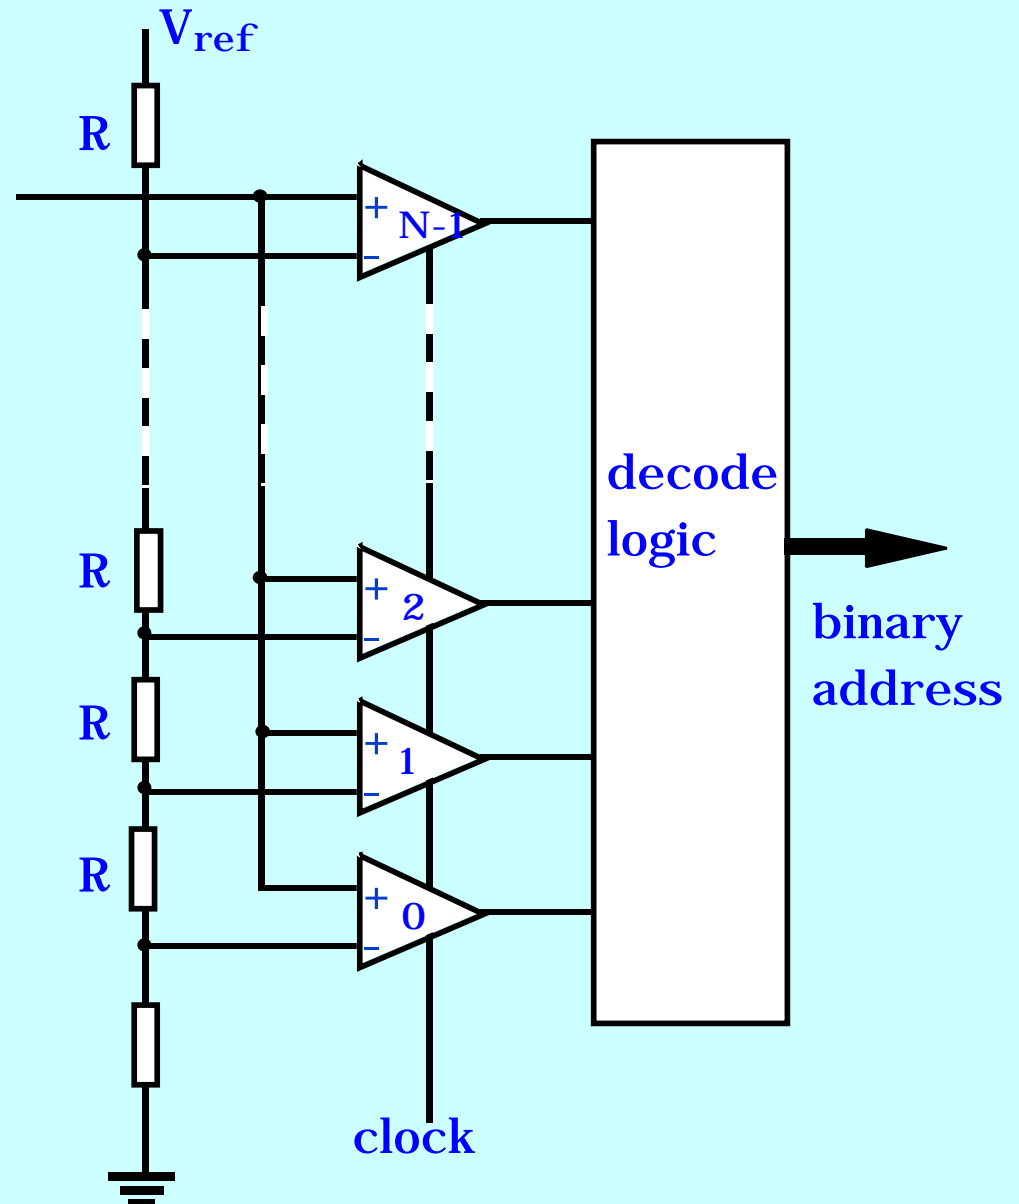 Vref
R
+
N-1
−
decode
logic
R
+
2
−
binary
address
R
+
1
−
R
+
0
−
clock